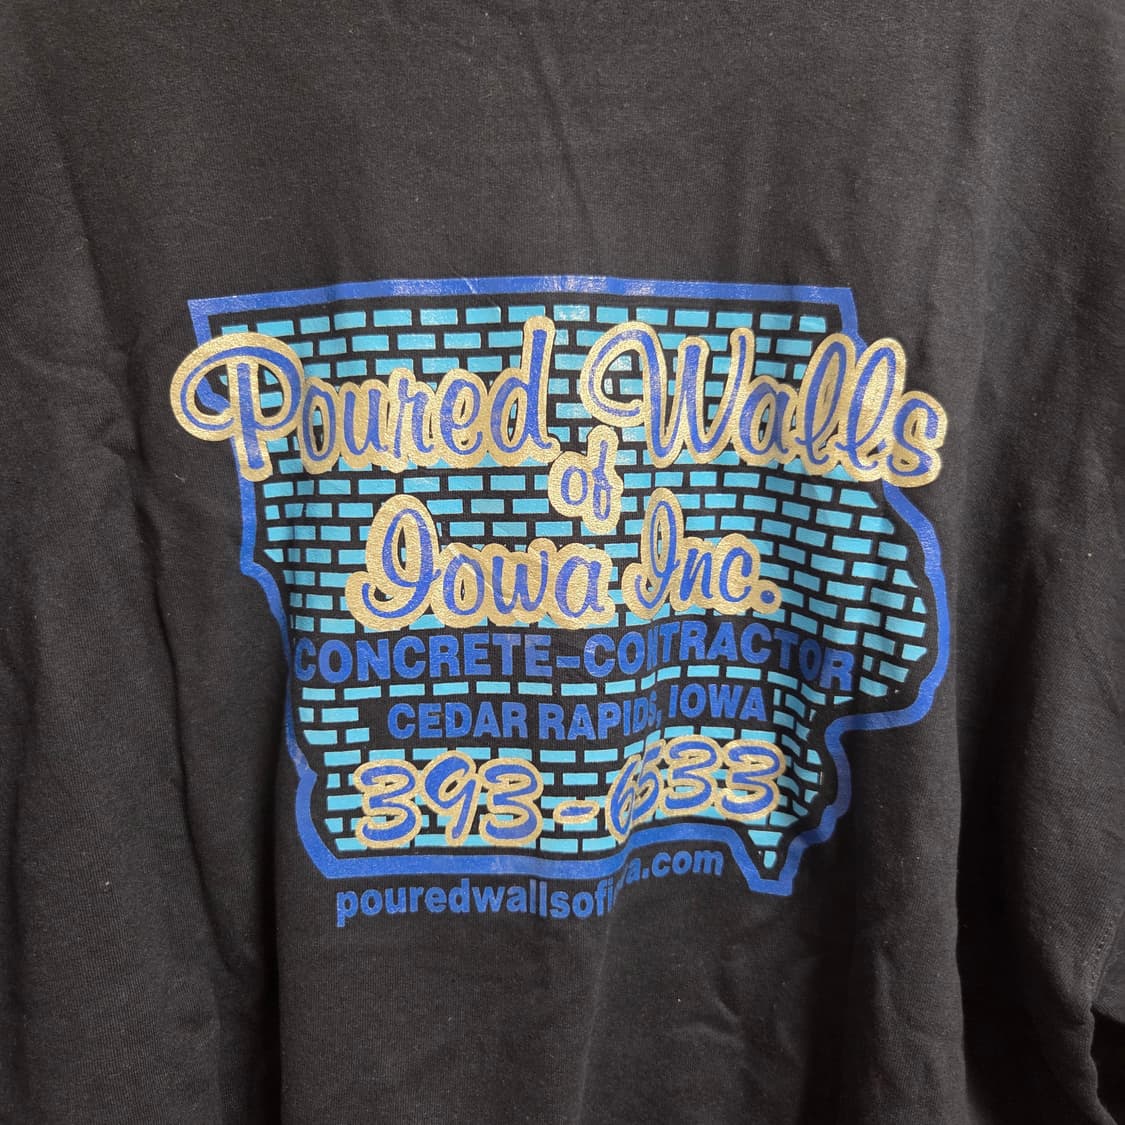 Poured Walls
of
Iowa Inc.
CONCRETE-CONTRACTOR
CEDAR RAPIDS, IOWA
393-6533